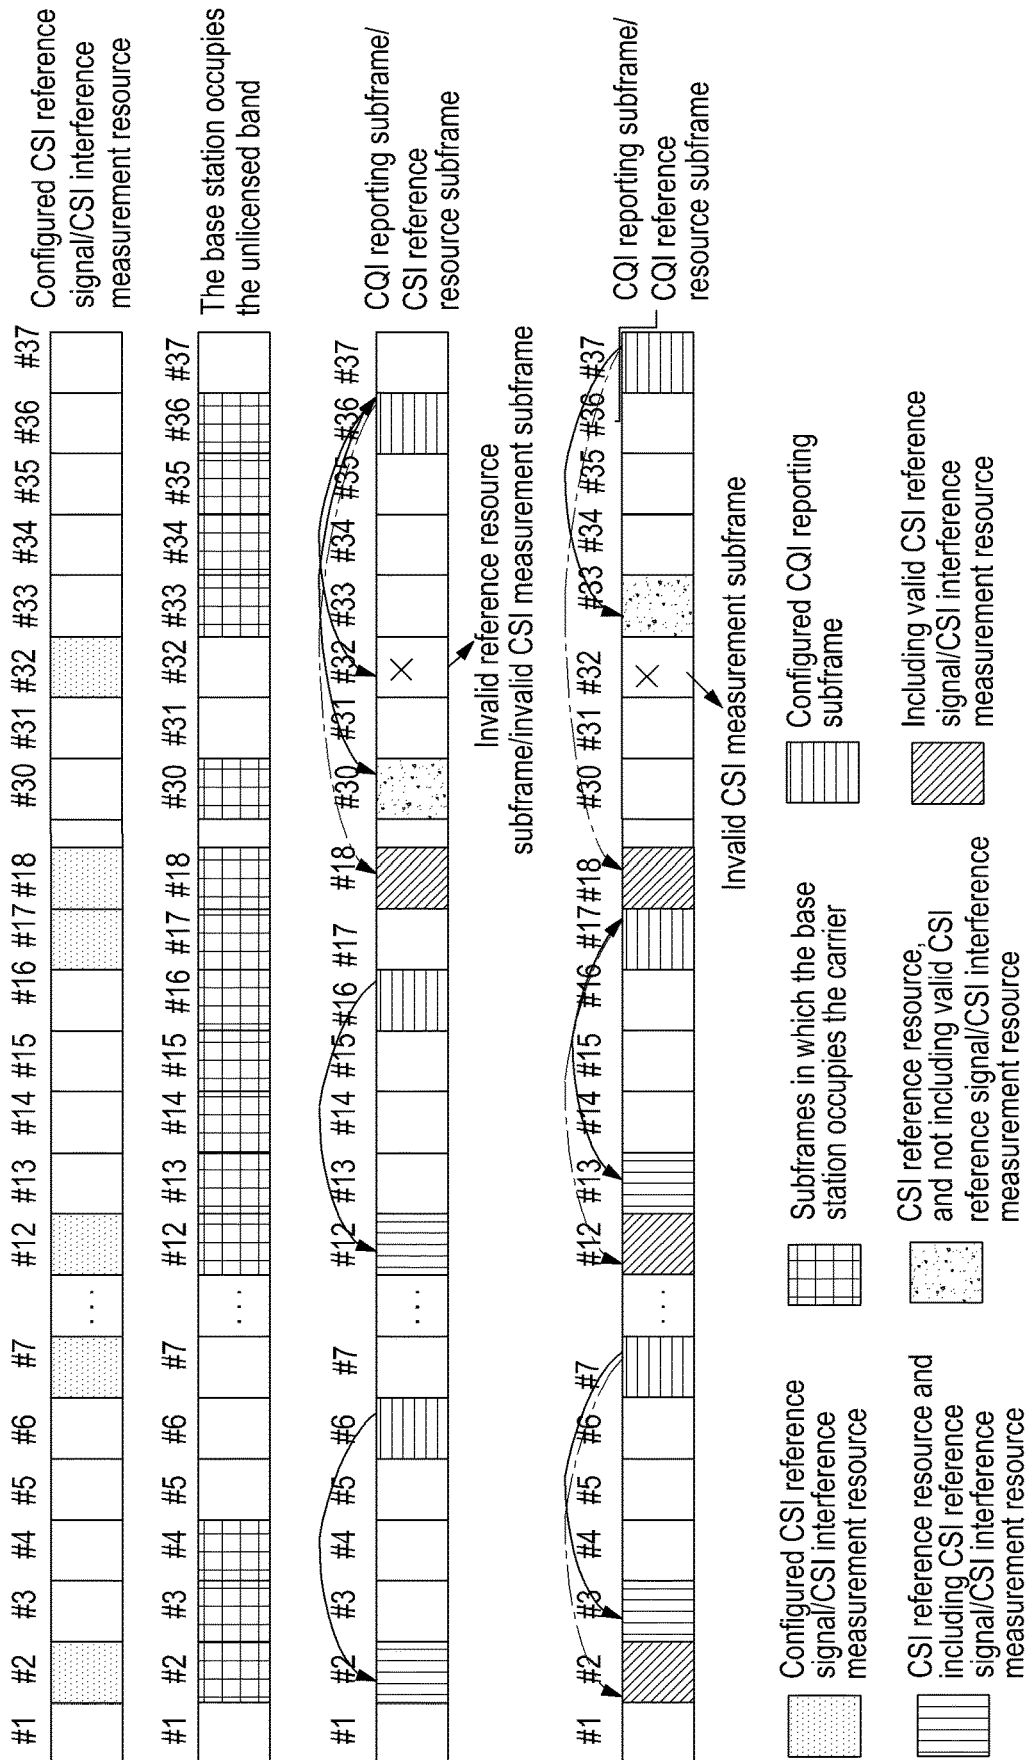 #1 #2 #3 #4 #5 #6 #7 #12 #13 #14 #15 #16 #17 #18 #30 #31 #32 #33 #34 #35 #36 #37
...
Configured CSI reference
signal/CSI interference
measurement resource
#1 #2 #3 #4 #5 #6 #7 #12 #13 #14 #15 #16 #17 #18 #30 #31 #32 #33 #34 #35 #36 #37
...
The base station occupies
the unlicensed band
#1 #2 #3 #4 #5 #6 #7 #12 #13 #14 #15 #16 #17 #18 #30 #31 #32 #33 #34 #35 #36 #37
...
CQI reporting subframe/
CSI reference
resource subframe
Invalid reference resource
subframe/invalid CSI measurement subframe
#1 #2 #3 #4 #5 #6 #7 #12 #13 #14 #15 #16 #17 #18 #30 #31 #32 #33 #34 #35 #36 #37
...
CQI reporting subframe/
CQI reference
resource subframe
Invalid CSI measurement subframe
Configured CSI reference
signal/CSI interference
measurement resource
Subframes in which the base
station occupies the carrier
Configured CQI reporting
subframe
CSI reference resource and
including CSI reference
signal/CSI interference
measurement resource
CSI reference resource,
and not including valid CSI
reference signal/CSI interference
measurement resource
Including valid CSI reference
signal/CSI interference
measurement resource